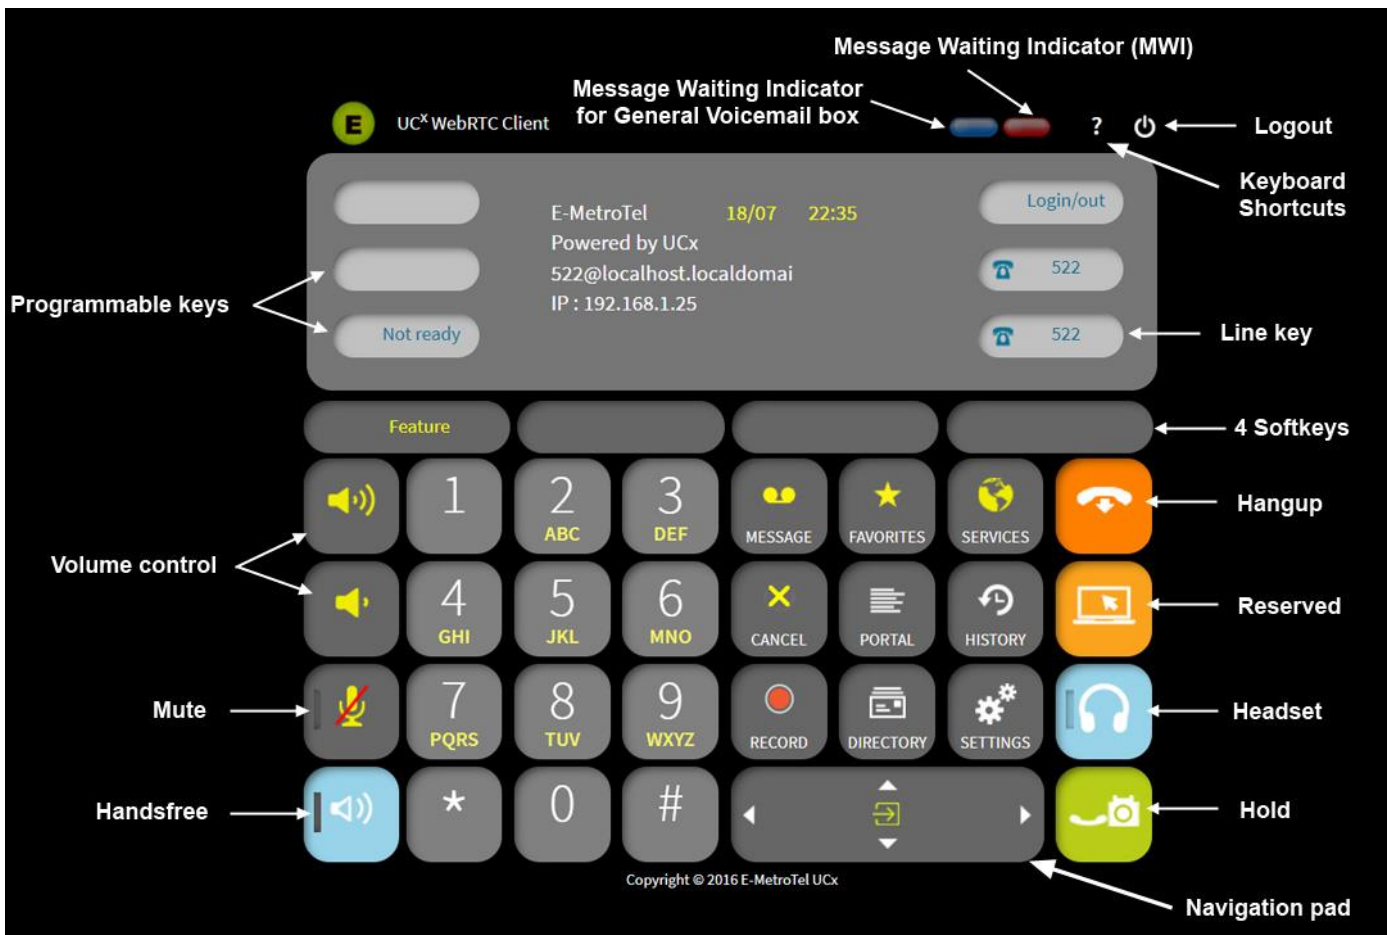 Message Waiting Indicator (MWI)
Message Waiting Indicator
for General Voicemail box
E
UCx WebRTC Client
?
Logout
Keyboard
Shortcuts
E-MetroTel 18/07 22:35
Powered by UCx
522@localhost.localdomai
IP : 192.168.1.25
Login/out
522
522
Programmable keys
Not ready
Line key
Feature
4 Softkeys
1
2
ABC
3
DEF
MESSAGE
FAVORITES
SERVICES
Hangup
Volume control
4
GHI
5
JKL
6
MNO
CANCEL
PORTAL
HISTORY
Reserved
Mute
7
PQRS
8
TUV
9
WXYZ
RECORD
DIRECTORY
SETTINGS
Headset
Handsfree
*
0
#
Hold
Copyright © 2016 E-MetroTel UCx
Navigation pad